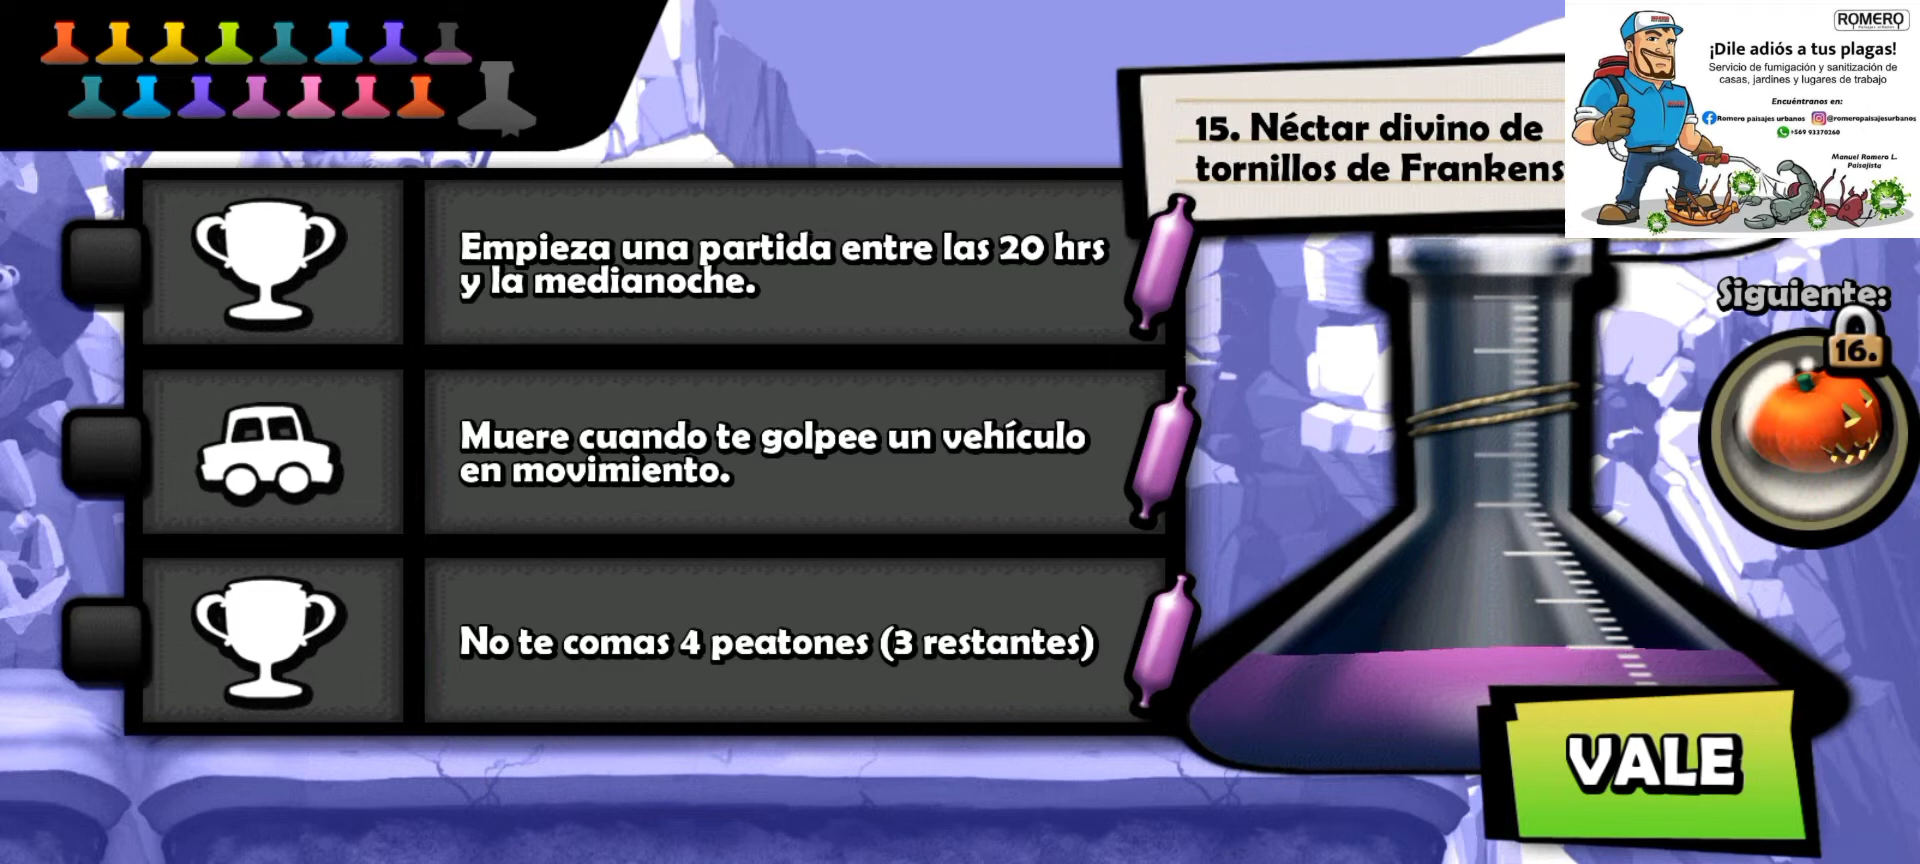 15. Néctar divino de
tornillos de Frankens
ROMERO
¡Dile adiós a tus plagas!
Servicio de fumigación y sanitización de
casas, jardines y lugares de trabajo
Encuéntranos en:
Romero paisajes urbanos @romeropaisajesurbanos
+569 93370260
Manuel Romero L.
Paisajista
Empieza una partida entre las 20 hrs
y la medianoche.
Muere cuando te golpee un vehículo
en movimiento.
No te comas 4 peatones (3 restantes)
Siguiente:
16.
VALE